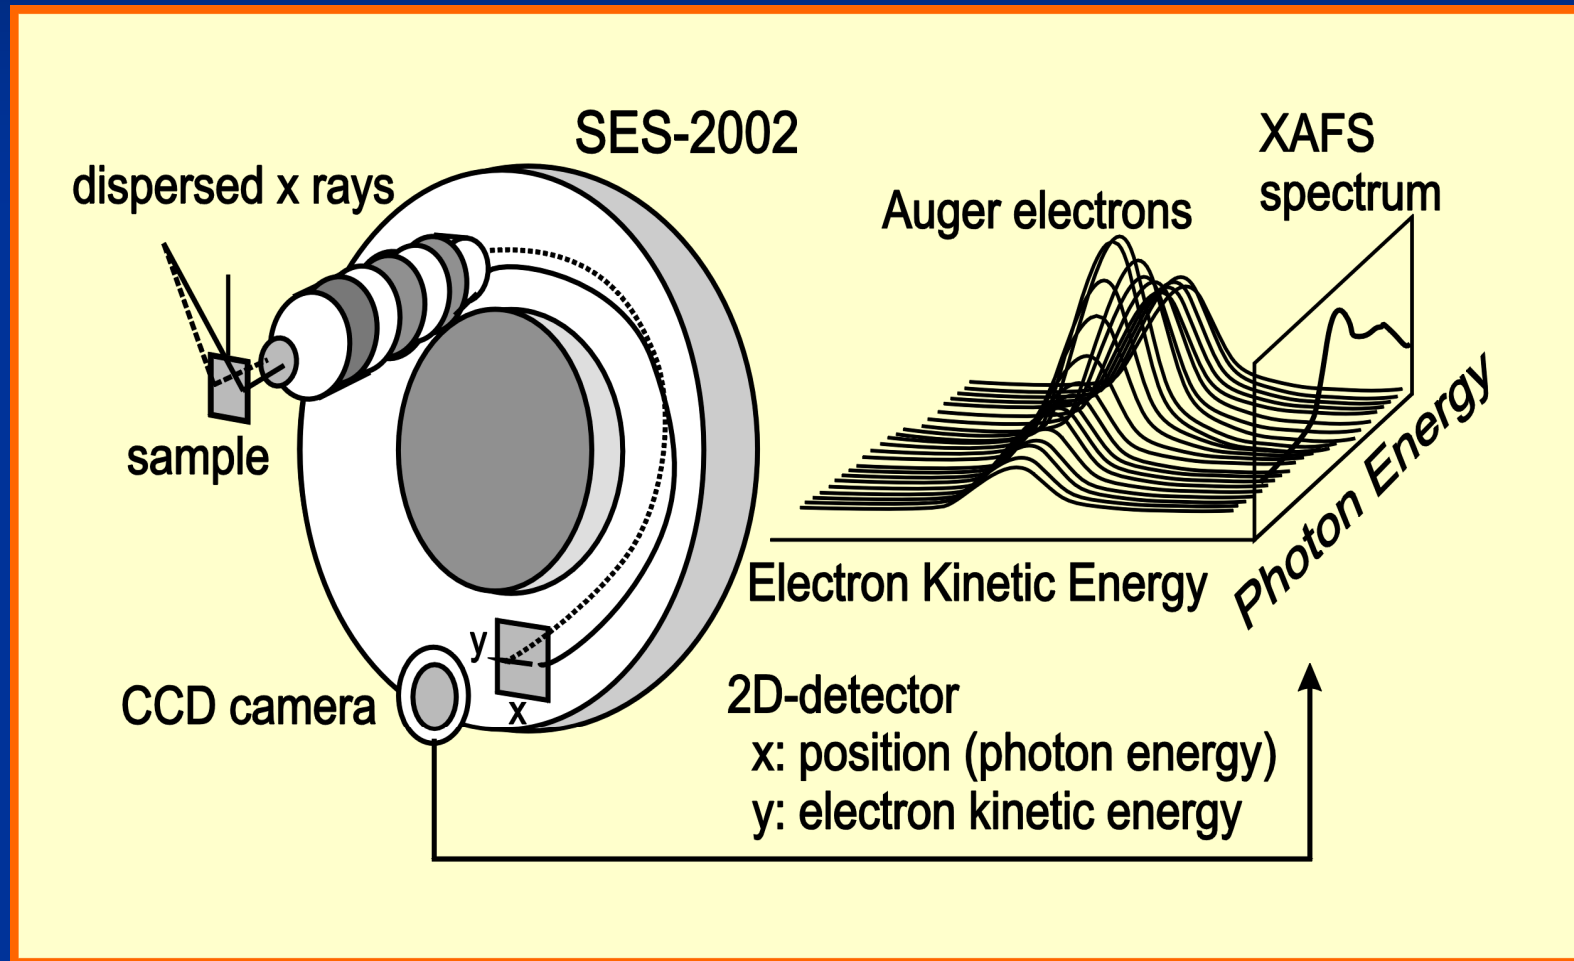 SES-2002
dispersed x rays
sample
CCD camera
y
x
Auger electrons
XAFS
spectrum
Electron Kinetic Energy
Photon Energy
2D-detector
x: position (photon energy)
y: electron kinetic energy